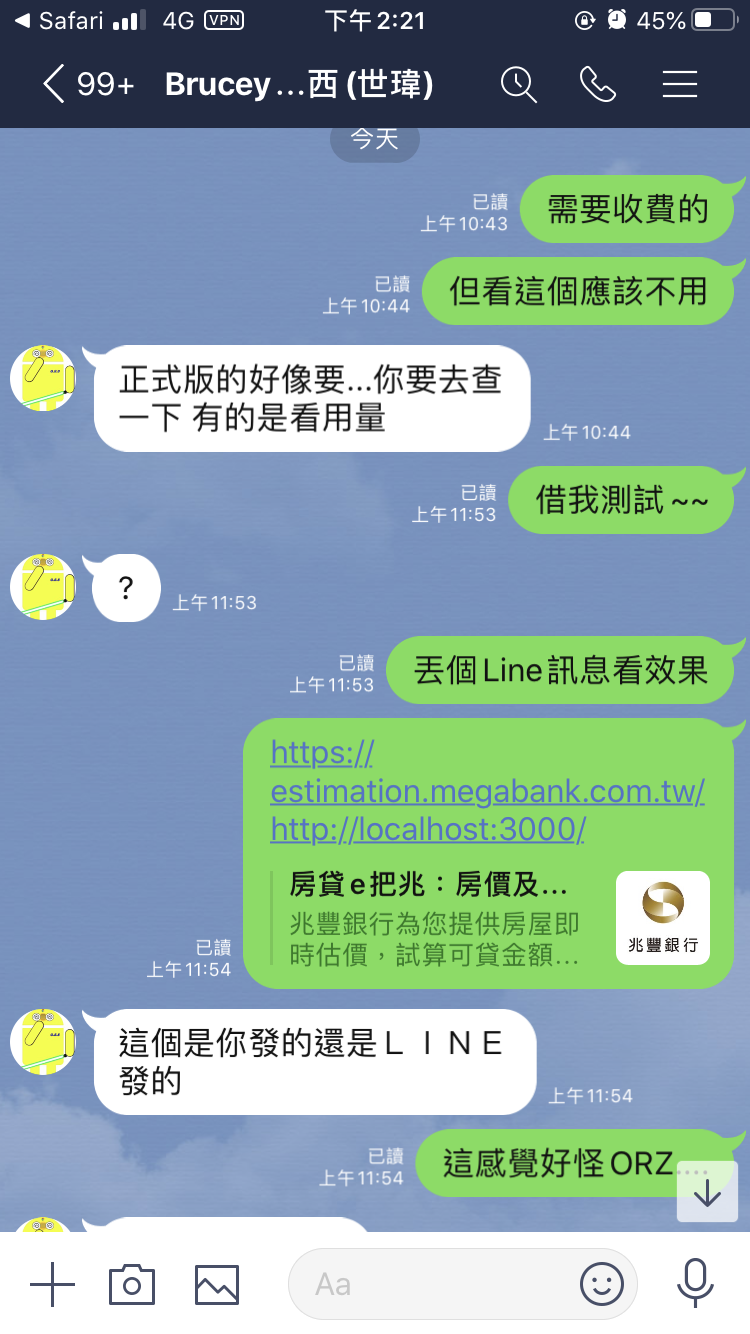 Safari 4G VPN 下午2:21 45%
99+ Brucey...西(世瑋)
今天
需要收費的
已讀
上午10:43
但看這個應該不用
已讀
上午10:44
正式版的好像要...你要去查
一下 有的是看用量
上午10:44
借我測試~~
已讀
上午11:53
?
上午11:53
丟個Line訊息看效果
已讀
上午11:53
https://
estimation.megabank.com.tw/
http://localhost:3000/
房貸e把兆：房價及...
兆豐銀行為您提供房屋即
時估價，試算可貸金額...
兆豐銀行
已讀
上午11:54
這個是你發的還是ＬＩＮＥ
發的
上午11:54
這感覺好怪ORZ....
已讀
上午11:54
Aa